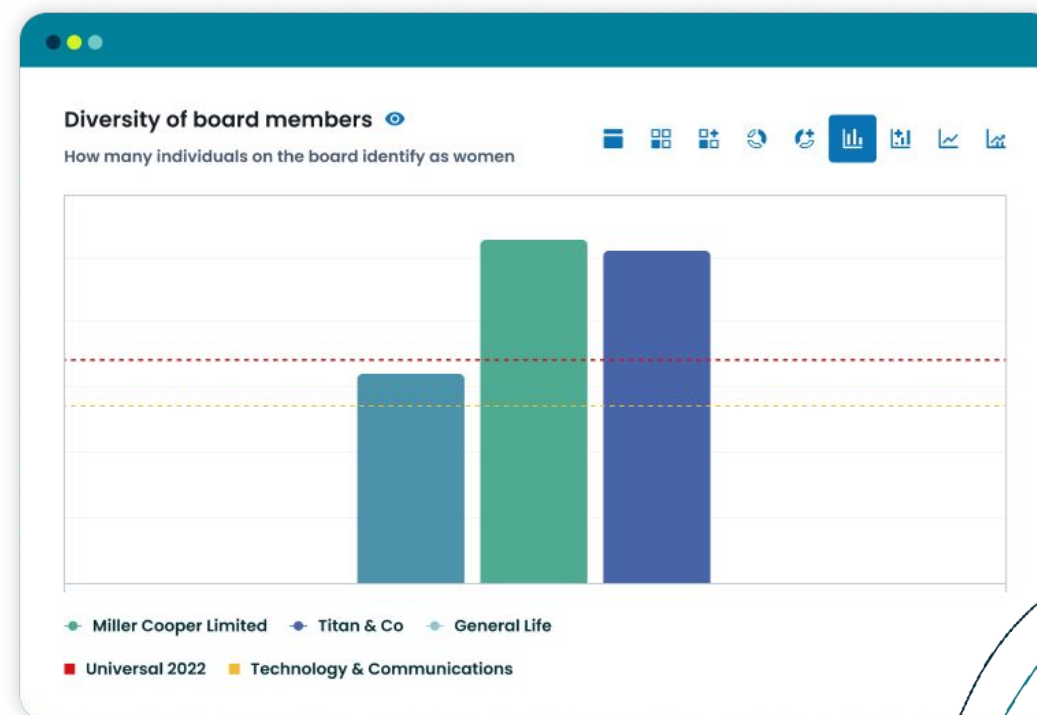 Diversity of board members
How many individuals on the board identify as women
Miller Cooper Limited Titan & Co General Life
Universal 2022 Technology & Communications